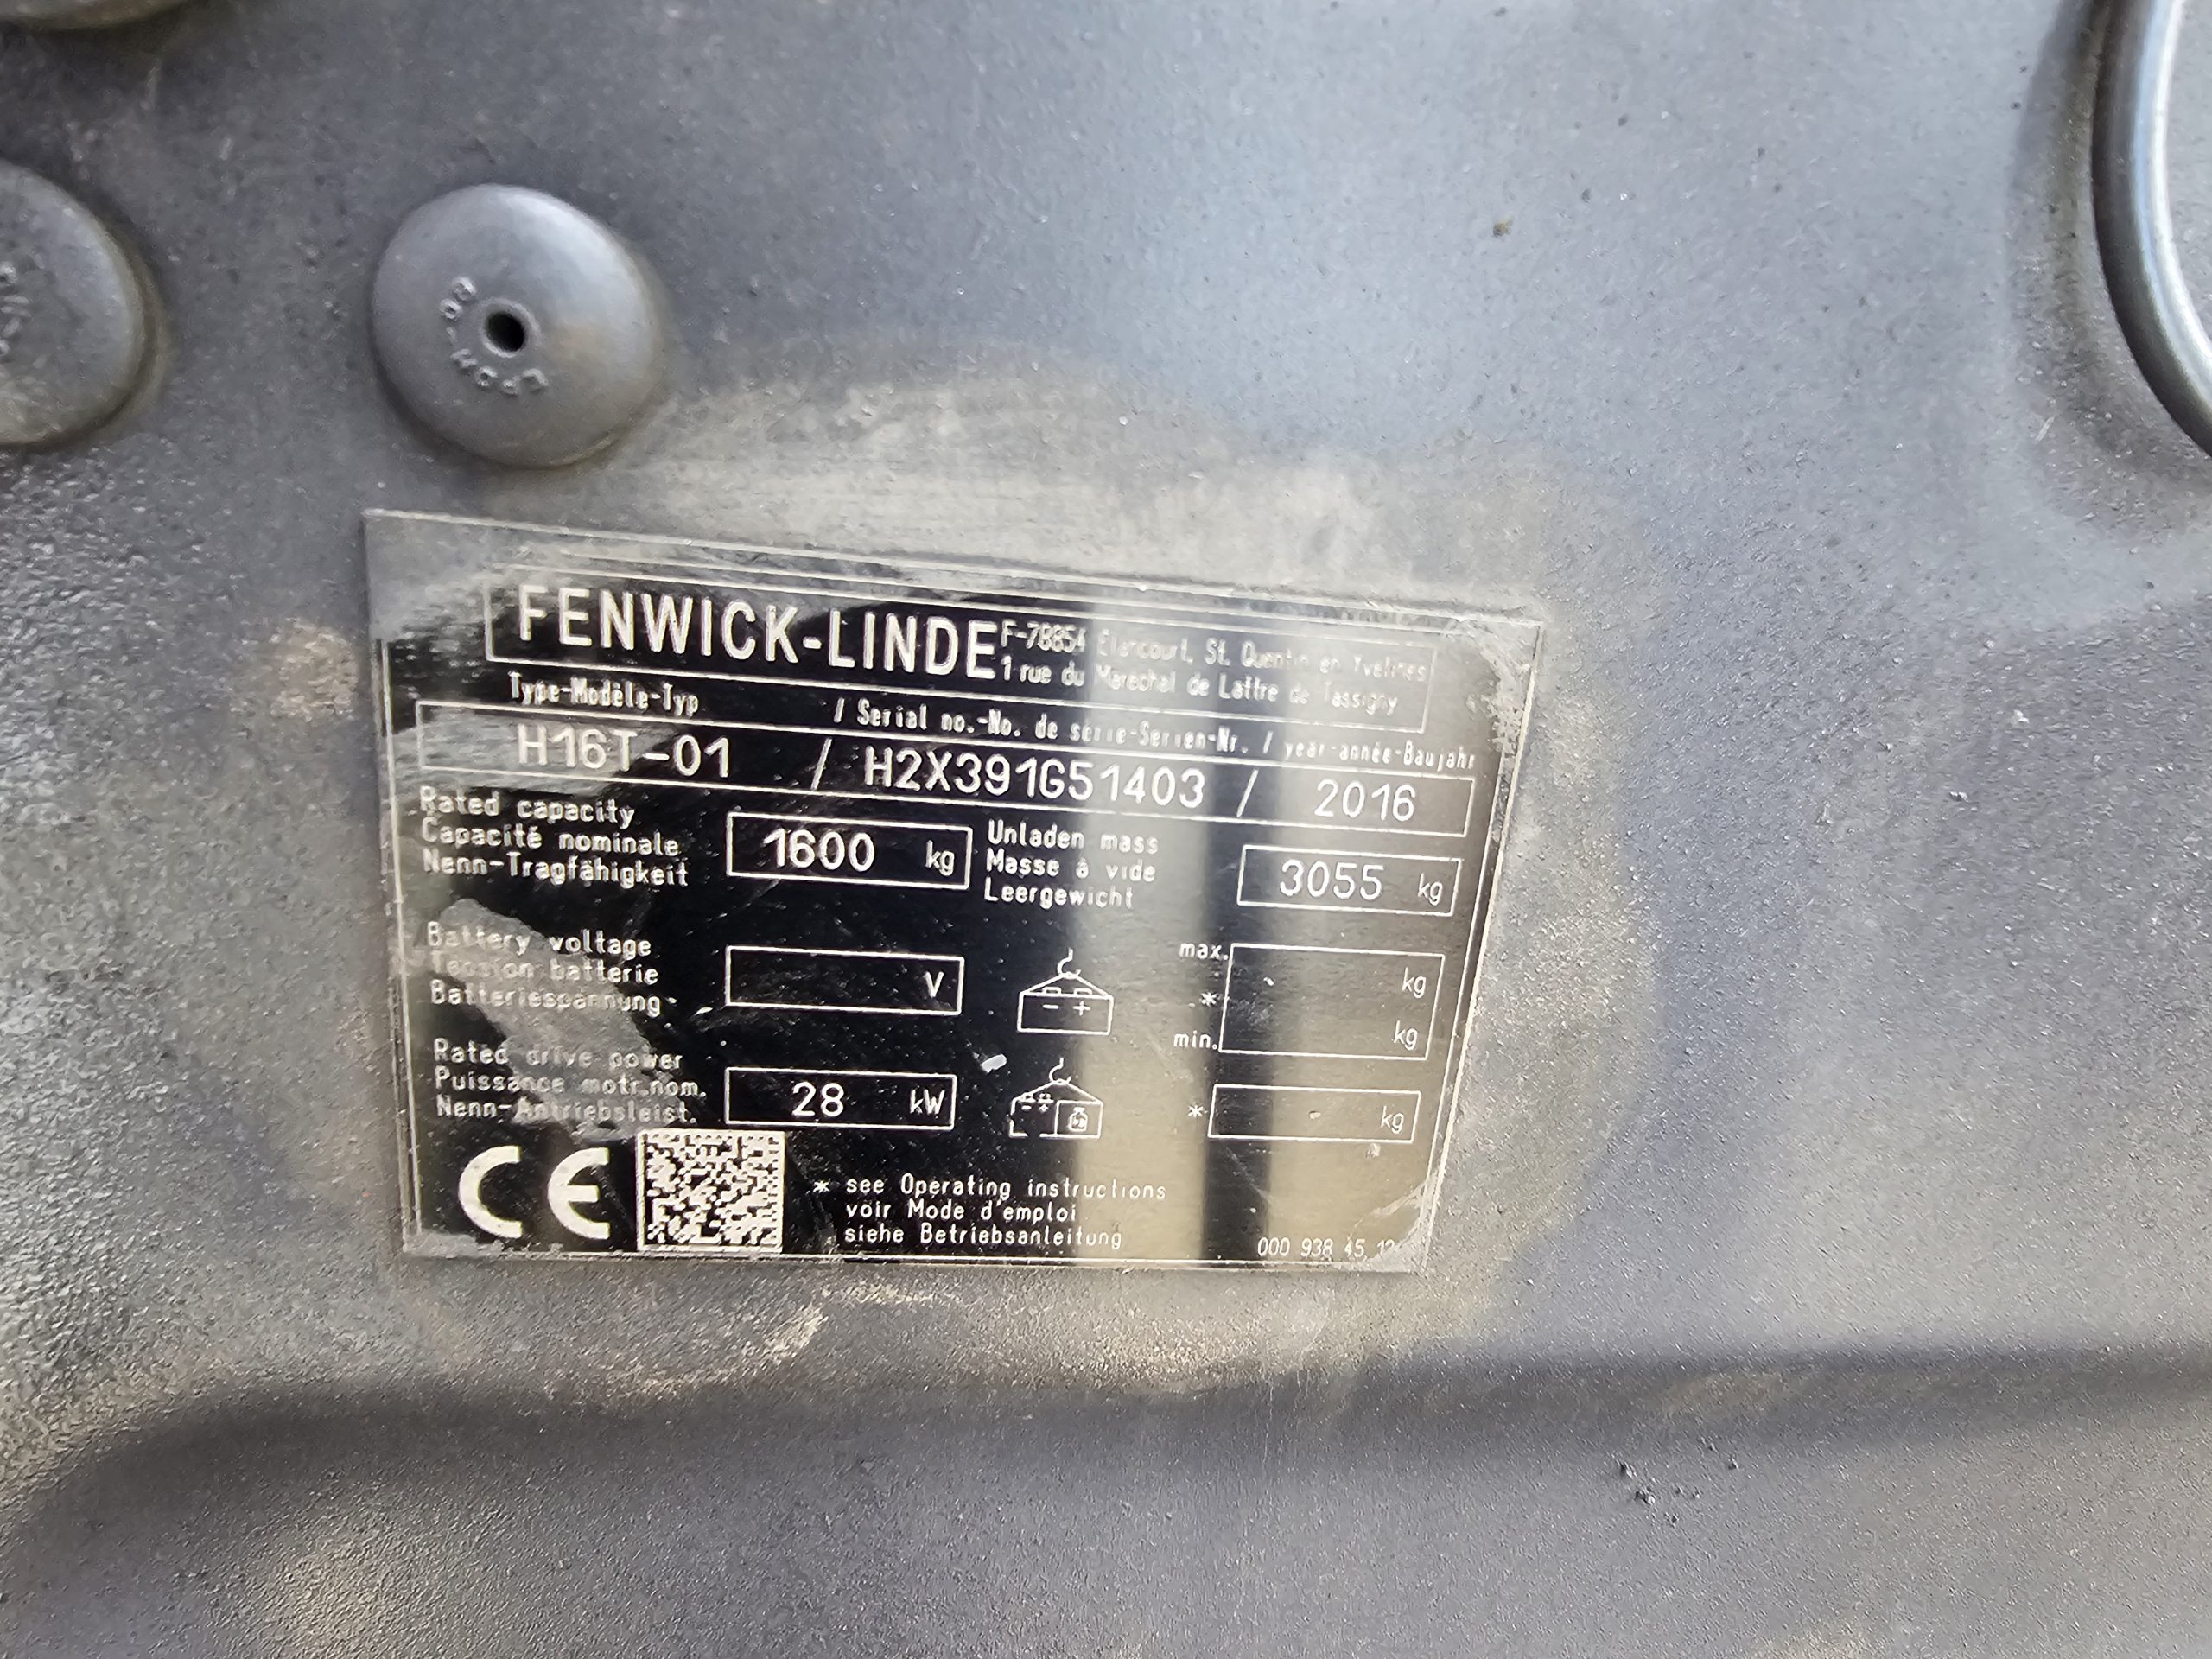 FENWICK-LINDE
F-78854 Elancourt, St. Quentin en Yvelines
1 rue du Marechal de Lattre de Tassigny
Type-Modèle-Typ / Serial no.-No. de série-Serien-Nr. / year-année-Baujahr
H16T-01 / H2X391G51403 / 2016
Rated capacity
Capacité nominale
Nenn-Tragfähigkeit
1600 kg
Unladen mass
Masse à vide
Leergewicht
3055 kg
Battery voltage
Tension batterie
Batteriespannung
V
- +
max.
- kg
*
min.
kg
Rated drive power
Puissance motr.nom.
Nenn-Antriebsleist.
28 kW
- +
* - kg
CE
* see Operating instructions
voir Mode d'emploi
siehe Betriebsanleitung
000 938 45